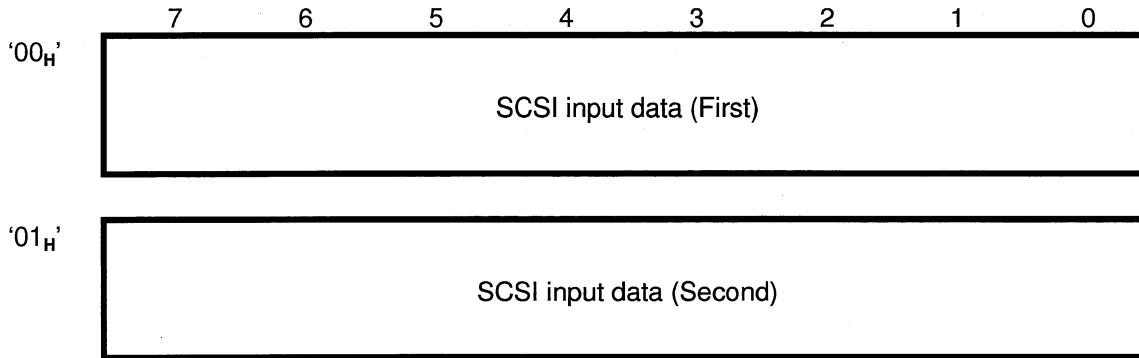 7 6 5 4 3 2 1 0
‘00H’
SCSI input data (First)
‘01H’
SCSI input data (Second)